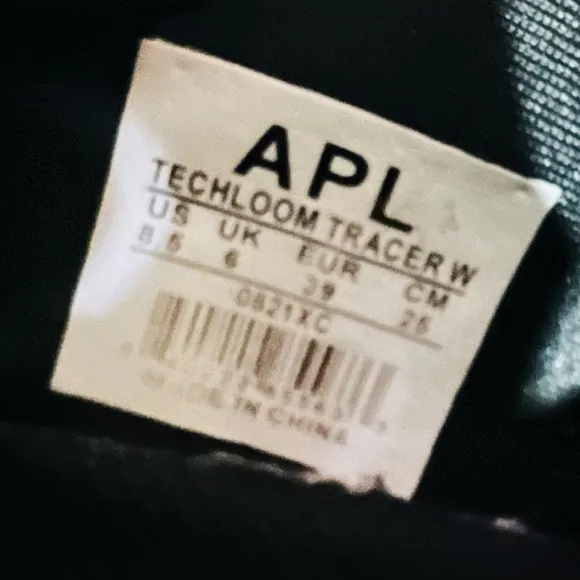 APL
TECHLOOM TRACER W
US UK EUR CM
8.5 6 39 25
0821XC
MADE IN CHINA